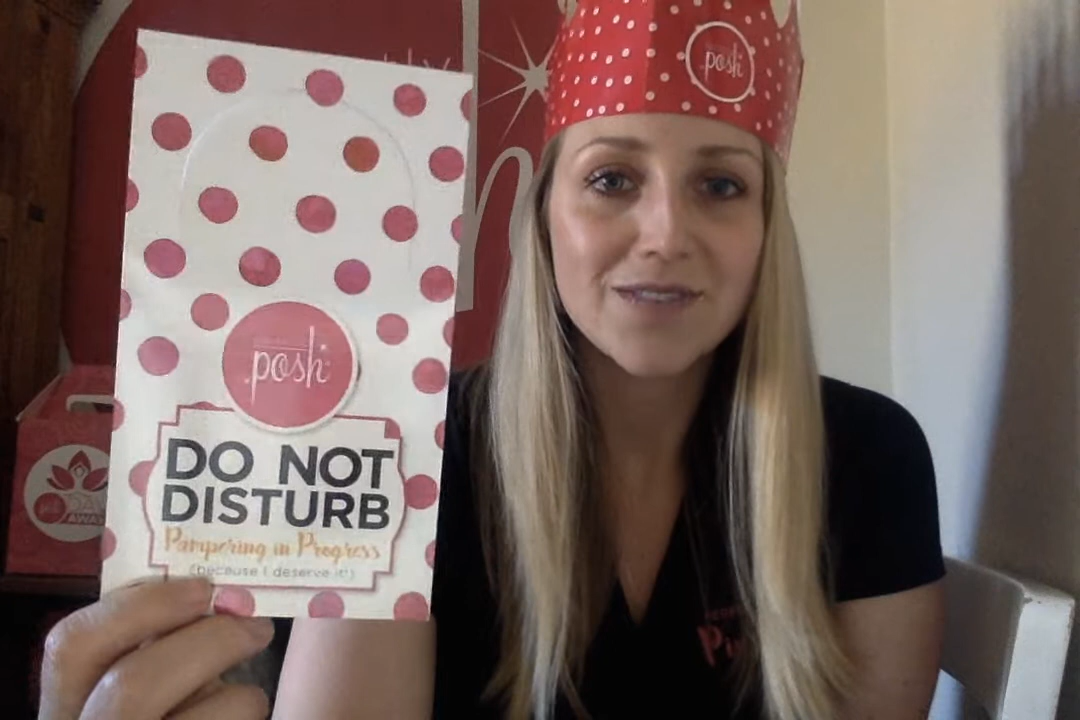 posh
posh
DO NOT
DISTURB
Pampering in Progress
(because I deserve it!)